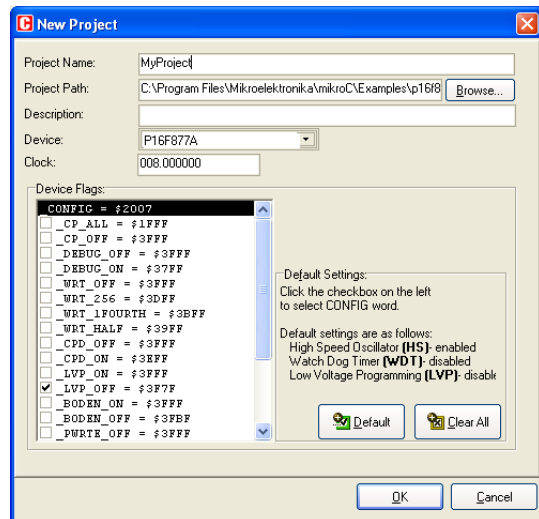 New Project
Project Name: MyProject
Project Path: C:\Program Files\Mikroelektronika\mikroC\Examples\p16f8 Browse...
Description:
Device: P16F877A
Clock: 008.000000
Device Flags:
_CONFIG = $2007
_CP_ALL = $1FFF
_CP_OFF = $3FFF
_DEBUG_OFF = $3FFF
_DEBUG_ON = $37FF
_WRT_OFF = $3FFF
_WRT_256 = $3DFF
_WRT_1FOURTH = $3BFF
_WRT_HALF = $39FF
_CPD_OFF = $3FFF
_CPD_ON = $3EFF
_LVP_ON = $3FFF
_LVP_OFF = $3F7F
_BODEN_ON = $3FFF
_BODEN_OFF = $3FBF
_PWRTE_OFF = $3FFF
Default Settings:
Click the checkbox on the left
to select CONFIG word.
Default settings are as follows:
High Speed Oscillator (HS)- enabled
Watch Dog Timer (WDT)- disabled
Low Voltage Programming (LVP)- disable
Default Clear All
OK Cancel